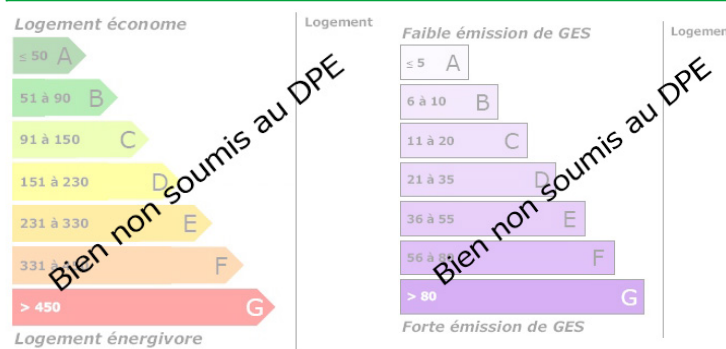 Logement économe
Logement
≤ 50 A
51 à 90 B
91 à 150 C
151 à 230 D
231 à 330 E
331 à F
> 450 G
Logement énergivore
Bien non soumis au DPE
Faible émission de GES
Logemen
≤ 5 A
6 à 10 B
11 à 20 C
21 à 35 D
36 à 55 E
56 à 80 F
> 80 G
Forte émission de GES
Bien non soumis au DPE